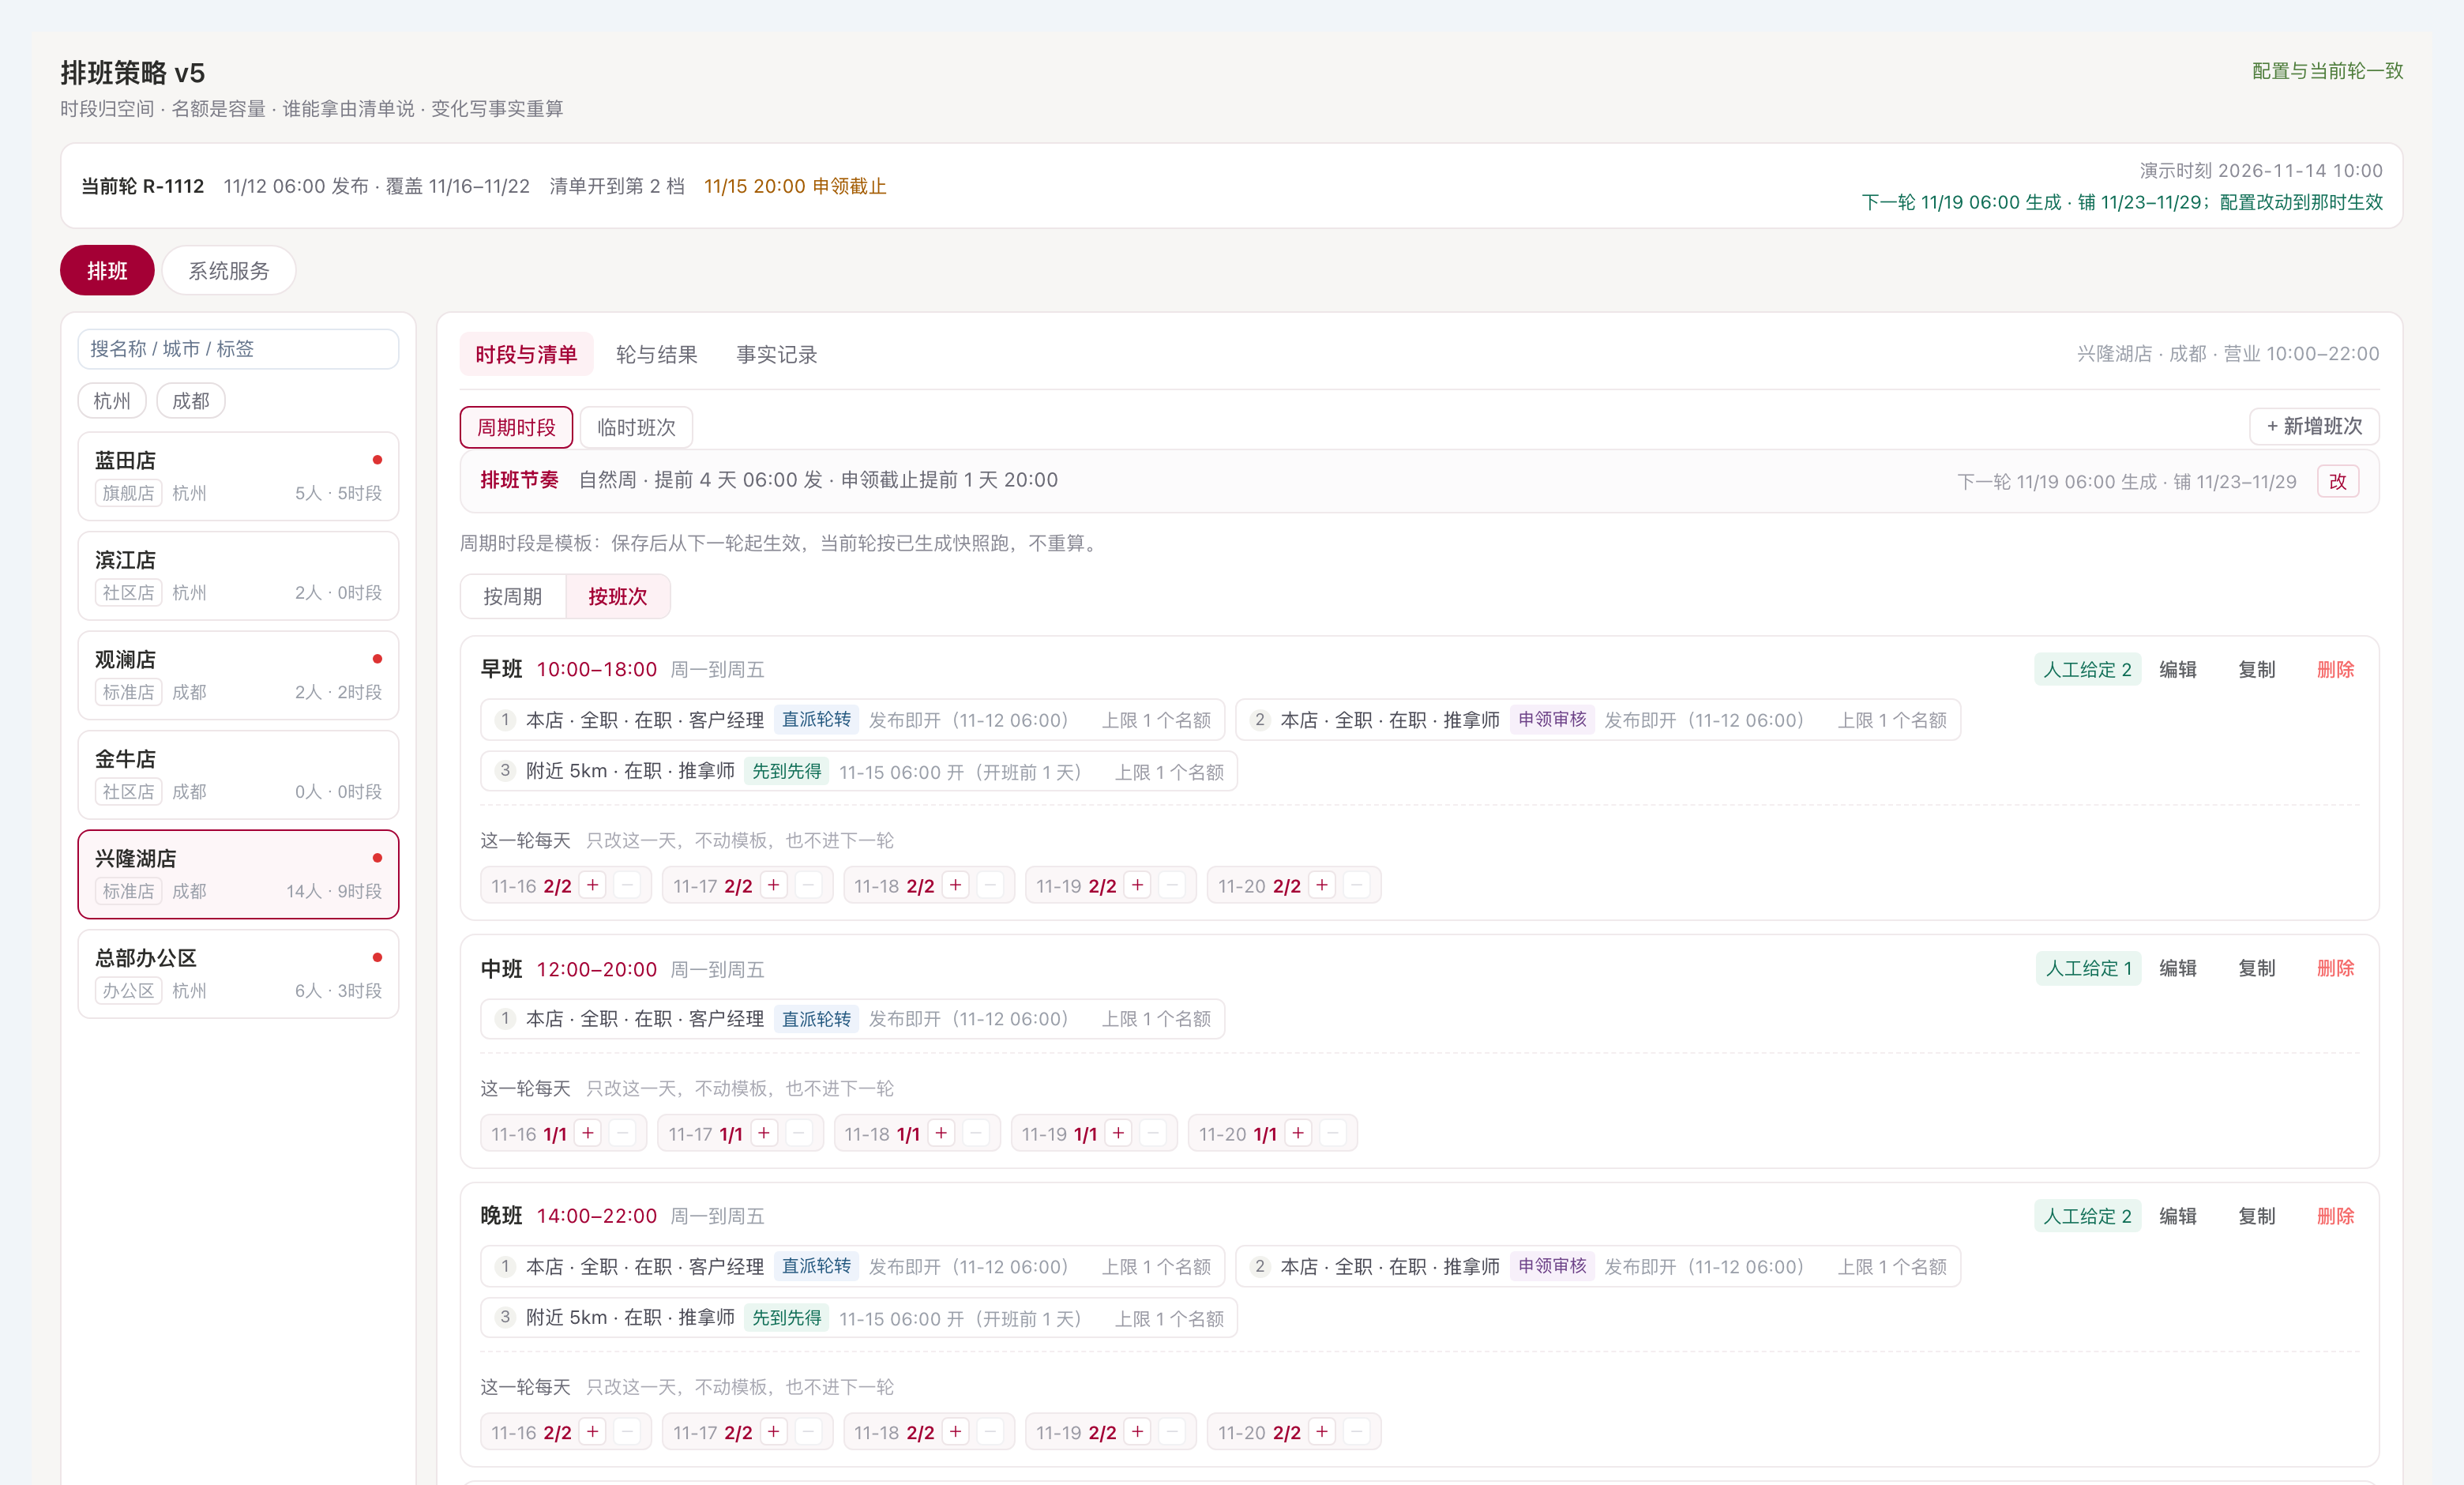 排班策略 v5
配置与当前轮一致
时段归空间 · 名额是容量 · 谁能拿由清单说 · 变化写事实重算
当前轮 R-1112 11/12 06:00 发布 · 覆盖 11/16–11/22 清单开到第 2 档 11/15 20:00 申领截止
演示时刻 2026-11-14 10:00
下一轮 11/19 06:00 生成 · 铺 11/23–11/29；配置改动到那时生效
排班 系统服务
搜名称 / 城市 / 标签
杭州 成都
蓝田店
旗舰店 杭州 5人 · 5时段
滨江店
社区店 杭州 2人 · 0时段
观澜店
标准店 成都 2人 · 2时段
金牛店
社区店 成都 0人 · 0时段
兴隆湖店
标准店 成都 14人 · 9时段
总部办公区
办公区 杭州 6人 · 3时段
时段与清单 轮与结果 事实记录 兴隆湖店 · 成都 · 营业 10:00–22:00
周期时段 临时班次 + 新增班次
排班节奏 自然周 · 提前 4 天 06:00 发 · 申领截止提前 1 天 20:00 下一轮 11/19 06:00 生成 · 铺 11/23–11/29 改
周期时段是模板：保存后从下一轮起生效，当前轮按已生成快照跑，不重算。
按周期 按班次
早班 10:00–18:00 周一到周五 人工给定 2 编辑 复制 删除
1 本店 · 全职 · 在职 · 客户经理 直派轮转 发布即开（11-12 06:00） 上限 1 个名额 2 本店 · 全职 · 在职 · 推拿师 申领审核 发布即开（11-12 06:00） 上限 1 个名额
3 附近 5km · 在职 · 推拿师 先到先得 11-15 06:00 开（开班前 1 天） 上限 1 个名额
这一轮每天 只改这一天，不动模板，也不进下一轮
11-16 2/2 + − 11-17 2/2 + − 11-18 2/2 + − 11-19 2/2 + − 11-20 2/2 + −
中班 12:00–20:00 周一到周五 人工给定 1 编辑 复制 删除
1 本店 · 全职 · 在职 · 客户经理 直派轮转 发布即开（11-12 06:00） 上限 1 个名额
这一轮每天 只改这一天，不动模板，也不进下一轮
11-16 1/1 + − 11-17 1/1 + − 11-18 1/1 + − 11-19 1/1 + − 11-20 1/1 + −
晚班 14:00–22:00 周一到周五 人工给定 2 编辑 复制 删除
1 本店 · 全职 · 在职 · 客户经理 直派轮转 发布即开（11-12 06:00） 上限 1 个名额 2 本店 · 全职 · 在职 · 推拿师 申领审核 发布即开（11-12 06:00） 上限 1 个名额
3 附近 5km · 在职 · 推拿师 先到先得 11-15 06:00 开（开班前 1 天） 上限 1 个名额
这一轮每天 只改这一天，不动模板，也不进下一轮
11-16 2/2 + − 11-17 2/2 + − 11-18 2/2 + − 11-19 2/2 + − 11-20 2/2 + −